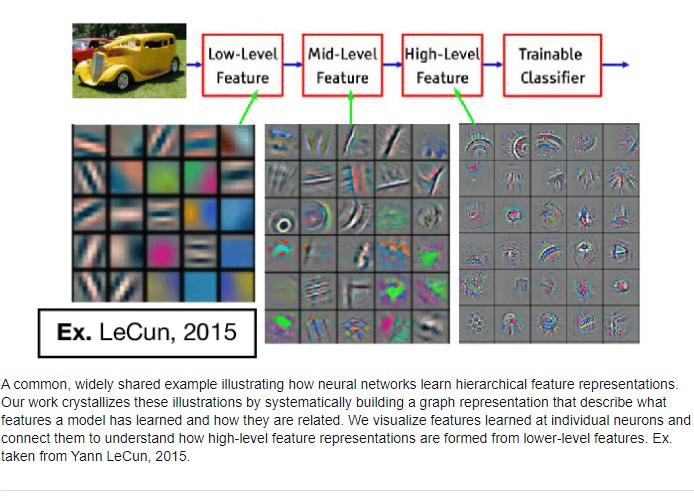 Low-Level Mid-Level High-Level Trainable
Feature Feature Feature Classifier
Ex. LeCun, 2015
A common, widely shared example illustrating how neural networks learn hierarchical feature representations.
Our work crystallizes these illustrations by systematically building a graph representation that describe what
features a model has learned and how they are related. We visualize features learned at individual neurons and
connect them to understand how high-level feature representations are formed from lower-level features. Ex.
taken from Yann LeCun, 2015.